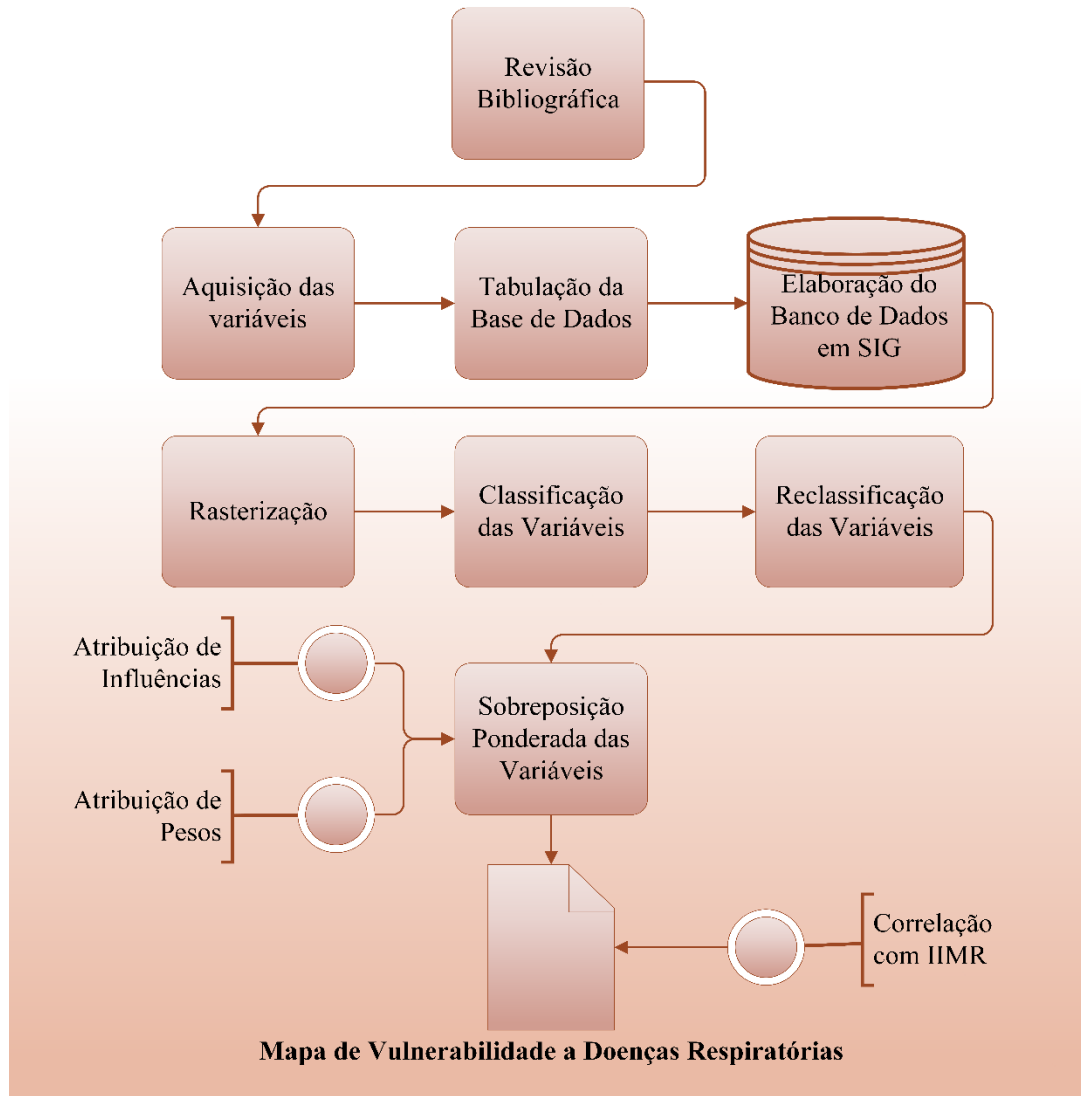 Revisão
Bibliográfica
Aquisição das
variáveis
Tabulação da
Base de Dados
Elaboração do
Banco de Dados
em SIG
Rasterização
Classificação
das Variáveis
Reclassificação
das Variáveis
Atribuição de
Influências
Sobreposição
Ponderada das
Variáveis
Atribuição de
Pesos
Correlação
com IIMR
Mapa de Vulnerabilidade a Doenças Respiratórias